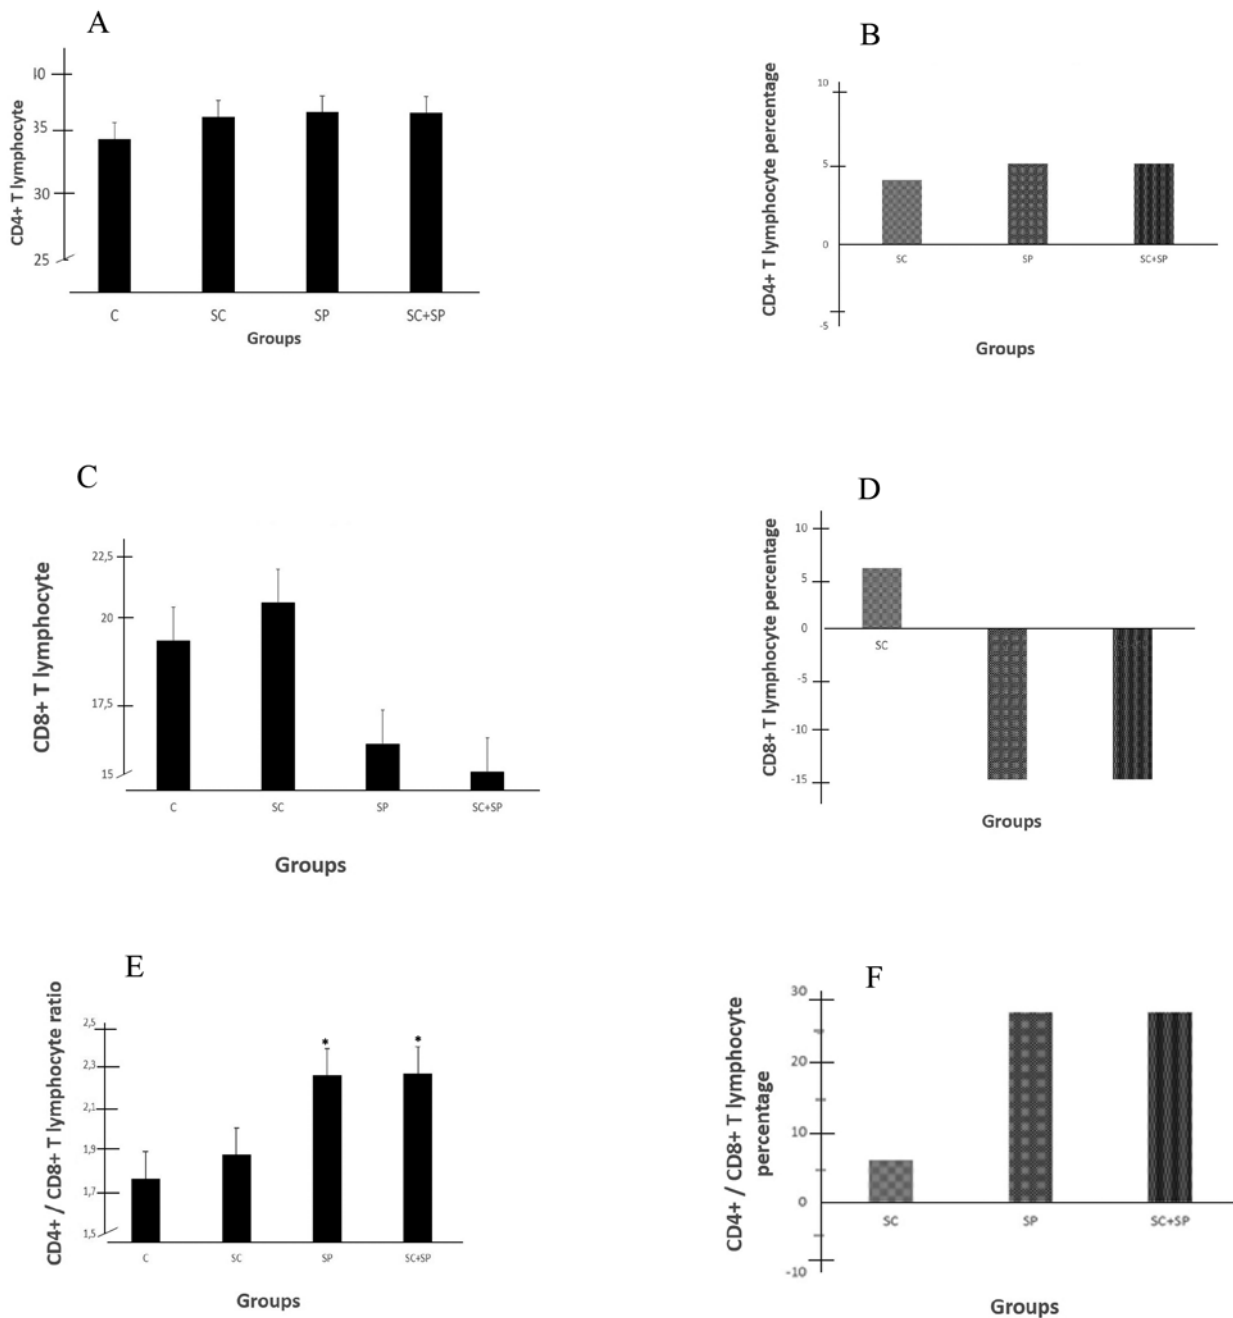 A
CD4+ T lymphocyte
40
35
30
25
C SC SP SC+SP
Groups
B
CD4+ T lymphocyte percentage
10
5
0
-5
SC SP SC+SP
Groups
C
CD8+ T lymphocyte
22,5
20
17,5
15
C SC SP SC+SP
Groups
D
CD8+ T lymphocyte percentage
10
5
0
-5
-10
-15
SC
Groups
E
CD4+ / CD8+ T lymphocyte ratio
2,5
2,3
2,1
1,9
1,7
1,5
* *
C SC SP SC+SP
Groups
F
CD4+ / CD8+ T lymphocyte
percentage
30
20
10
0
-10
SC SP SC+SP
Groups